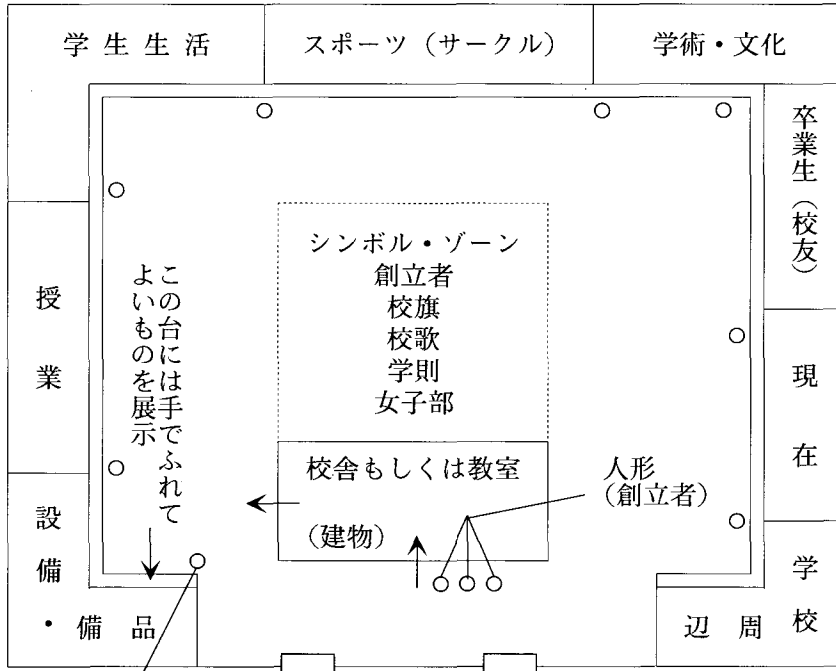 学生生活
スポーツ（サークル）
学術・文化
卒業生（校友）
現在
学校
周辺
授業
設備・備品
この台には手でふれて
よいものを展示
シンボル・ゾーン
創立者
校旗
校歌
学則
女子部
校舎もしくは教室
（建物）
人形
（創立者）